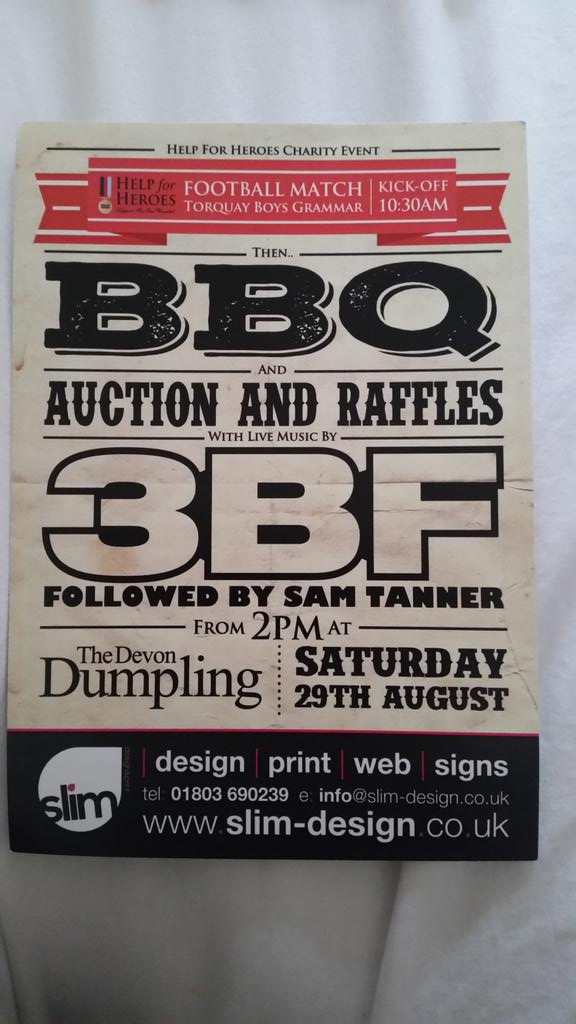 HELP FOR HEROES CHARITY EVENT
HELP for
HEROES
FOOTBALL MATCH
TORQUAY BOYS GRAMMAR
KICK-OFF
10:30AM
THEN..
BBQ
AND
AUCTION AND RAFFLES
WITH LIVE MUSIC BY
3BF
FOLLOWED BY SAM TANNER
FROM 2PM AT
The Devon
Dumpling
SATURDAY
29TH AUGUST
slim
design | print | web | signs
tel: 01803 690239 e: info@slim-design.co.uk
www.slim-design.co.uk